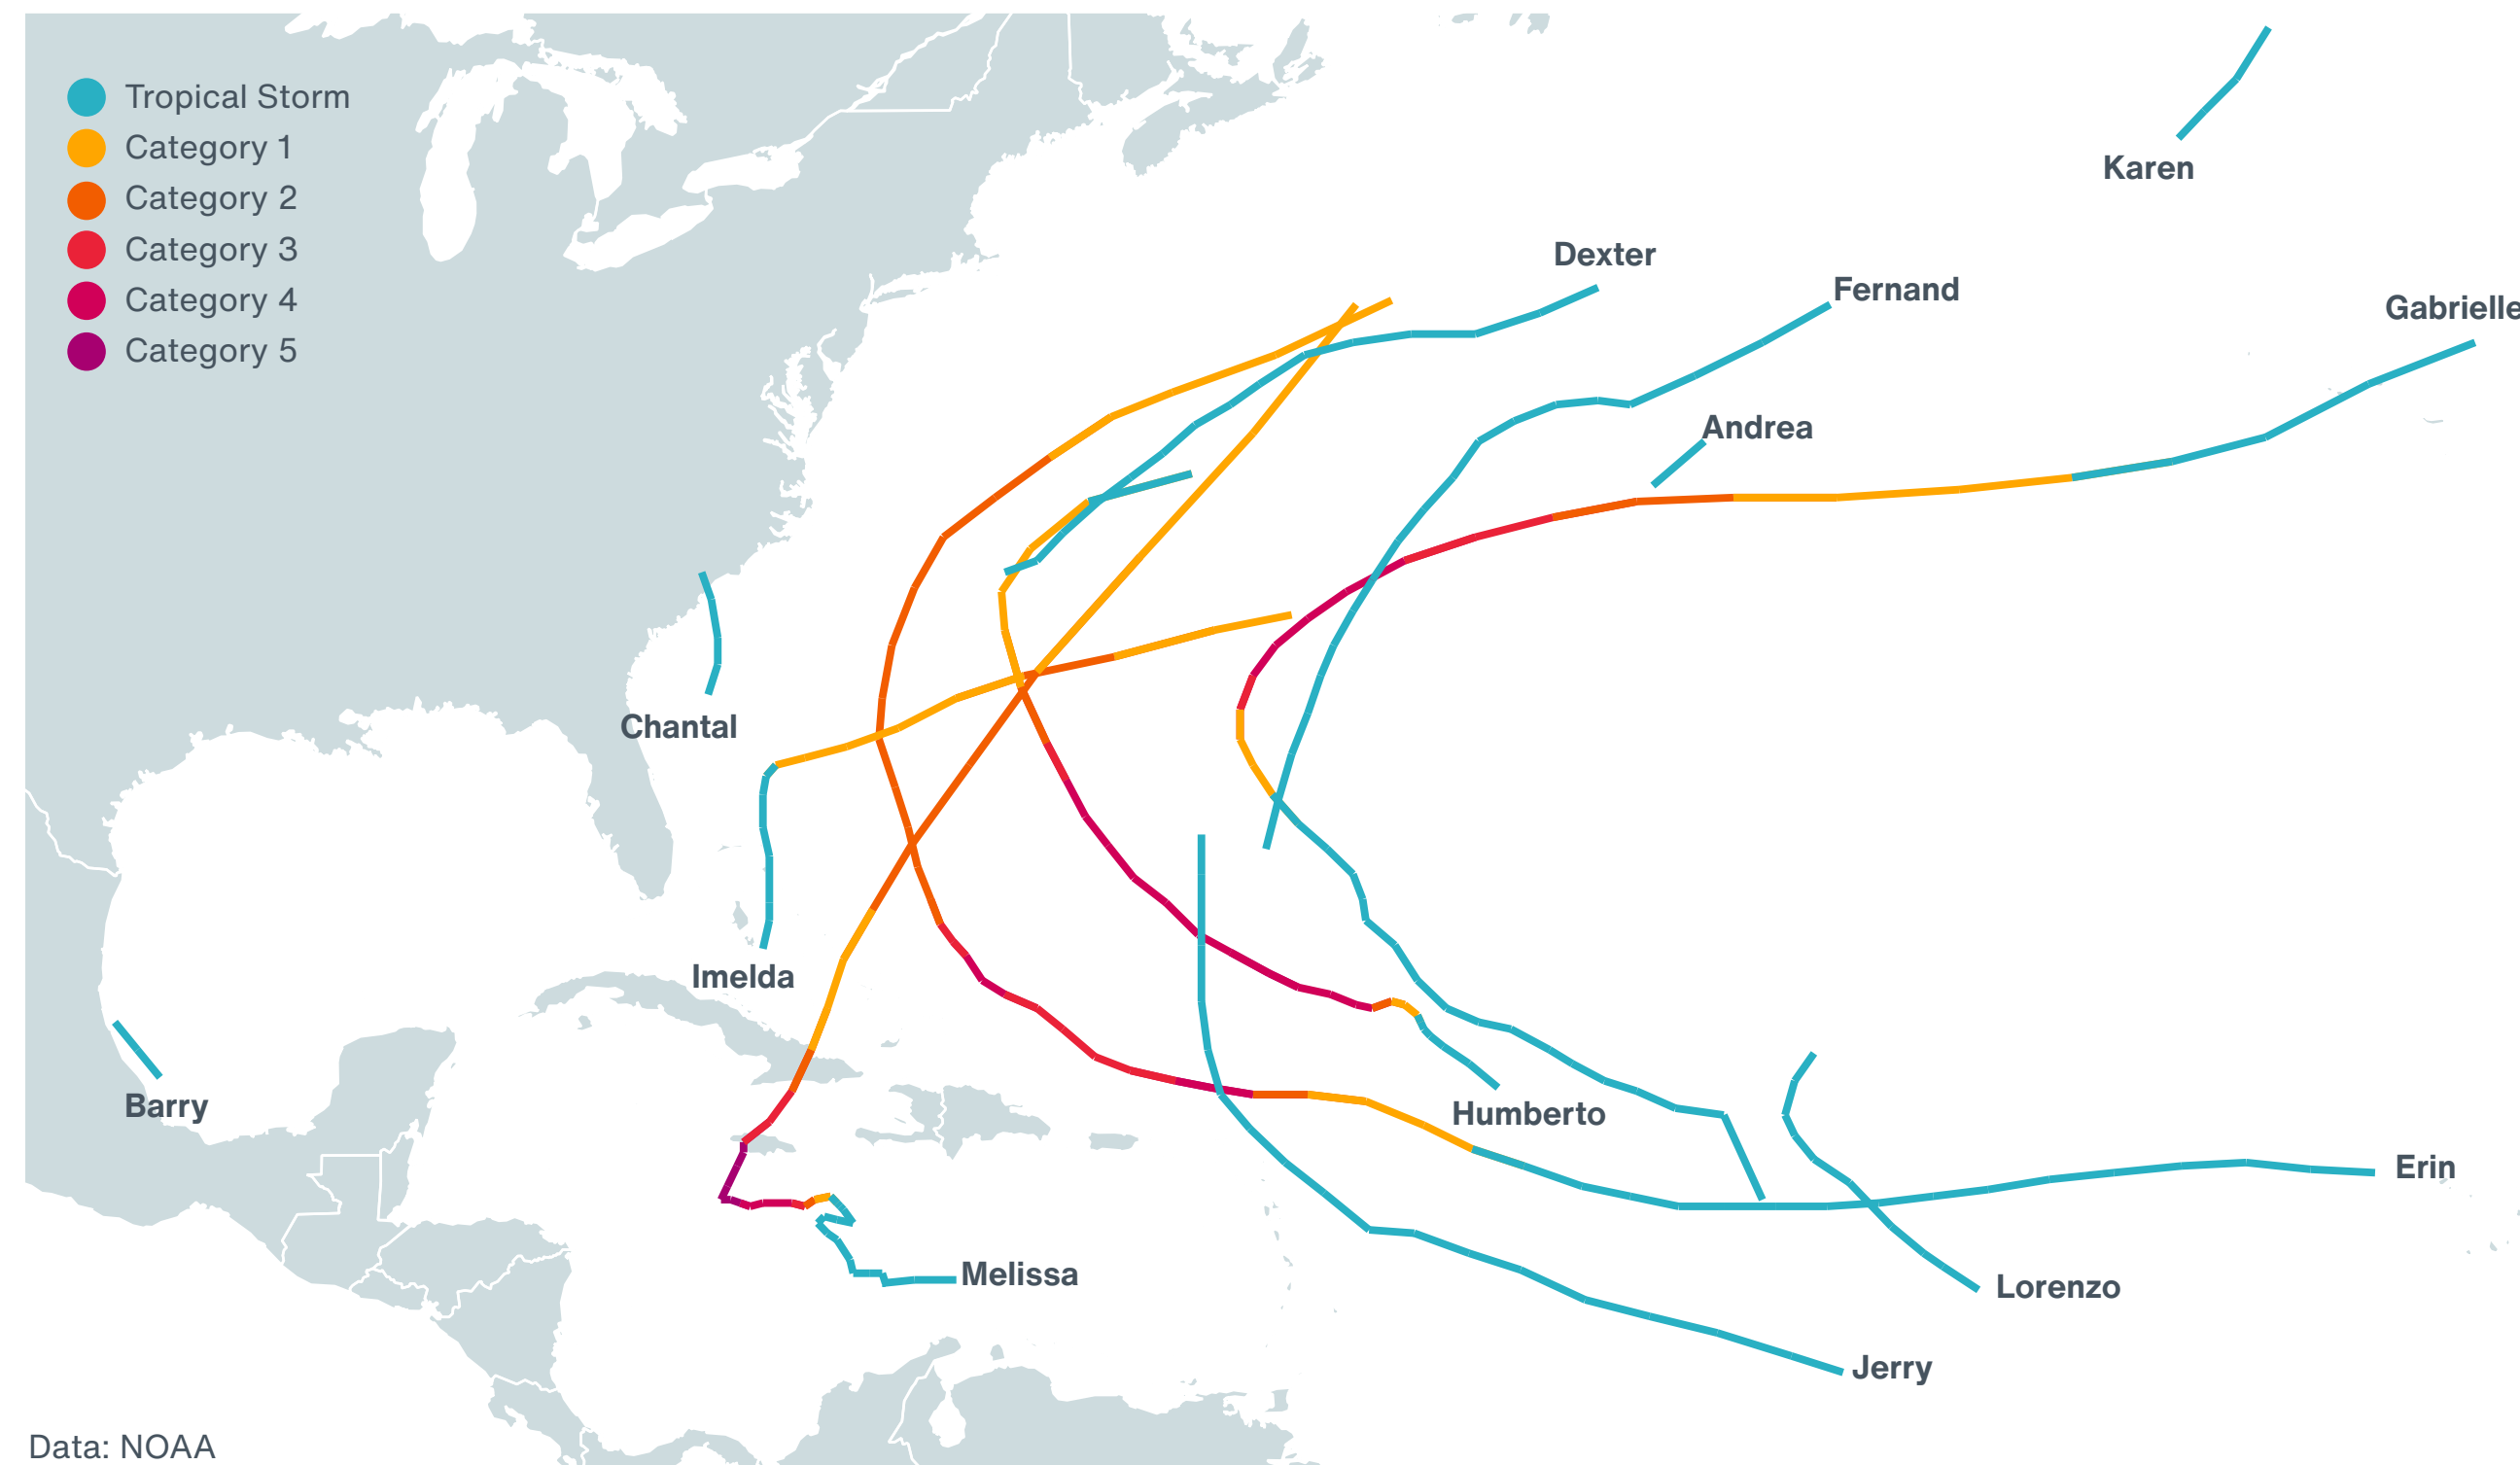 Tropical Storm
Category 1
Category 2
Category 3
Category 4
Category 5
Karen
Dexter
Fernand
Gabrielle
Andrea
Chantal
Imelda
Barry
Humberto
Erin
Melissa
Lorenzo
Jerry
Data: NOAA